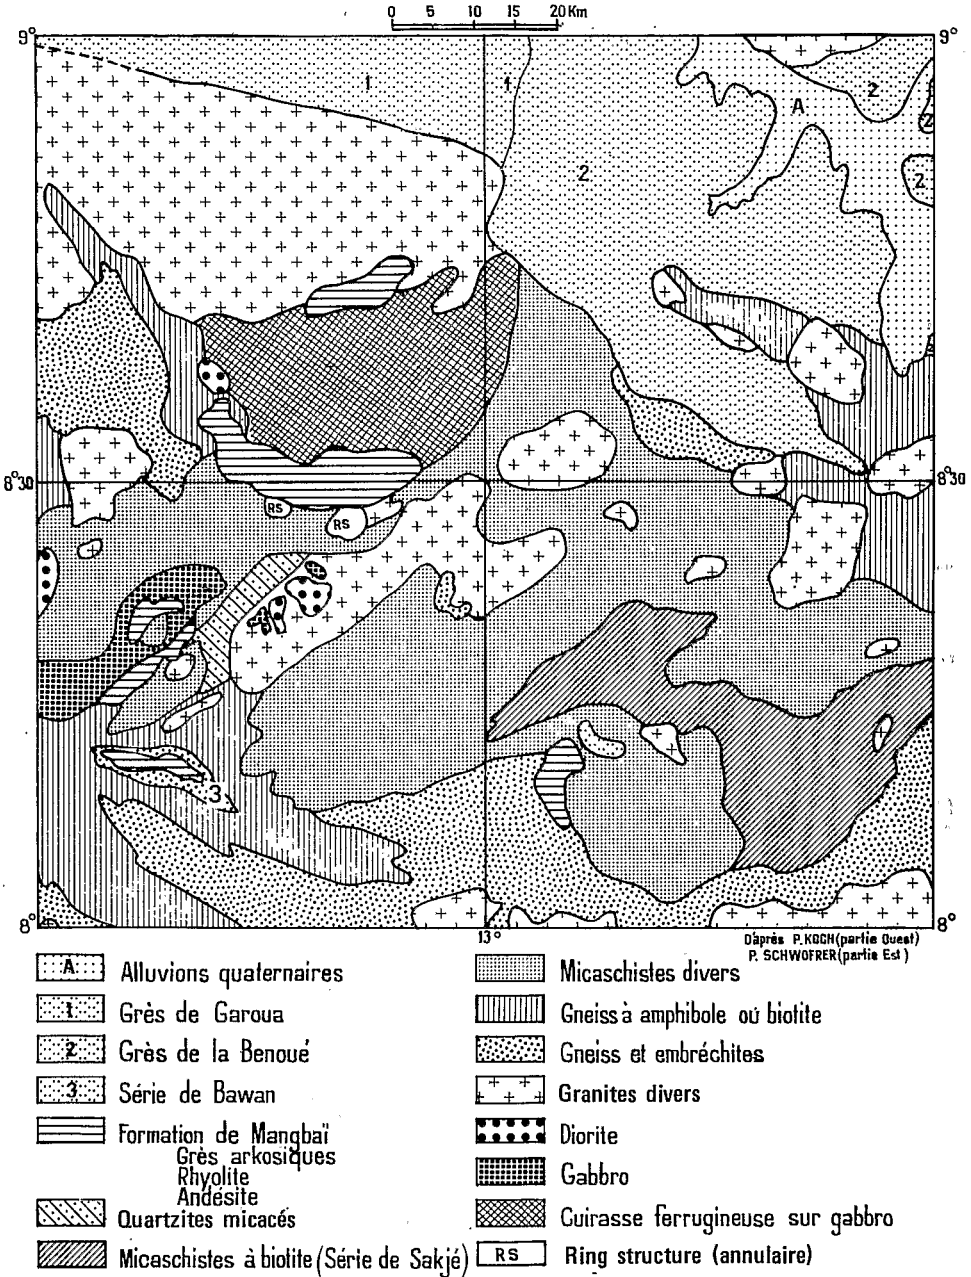 0 5 10 15 20 Km
9° 9°
1 1
A 2
2
2
2
8°30 8°30
RS
RS
3
8° 13° 8°
D'après P. KOCH (partie Ouest)
P. SCHWOFRER (partie Est)
A Alluvions quaternaires
1 Grès de Garoua
2 Grès de la Benoué
3 Série de Bawan
Formation de Mangbaï
Grès arkosiques
Rhyolite
Andésite
Quartzites micacés
Micaschistes à biotite (Série de Sakjé)
Micaschistes divers
Gneiss à amphibole où biotite
Gneiss et embréchites
Granites divers
Diorite
Gabbro
Cuirasse ferrugineuse sur gabbro
RS Ring structure (annulaire)